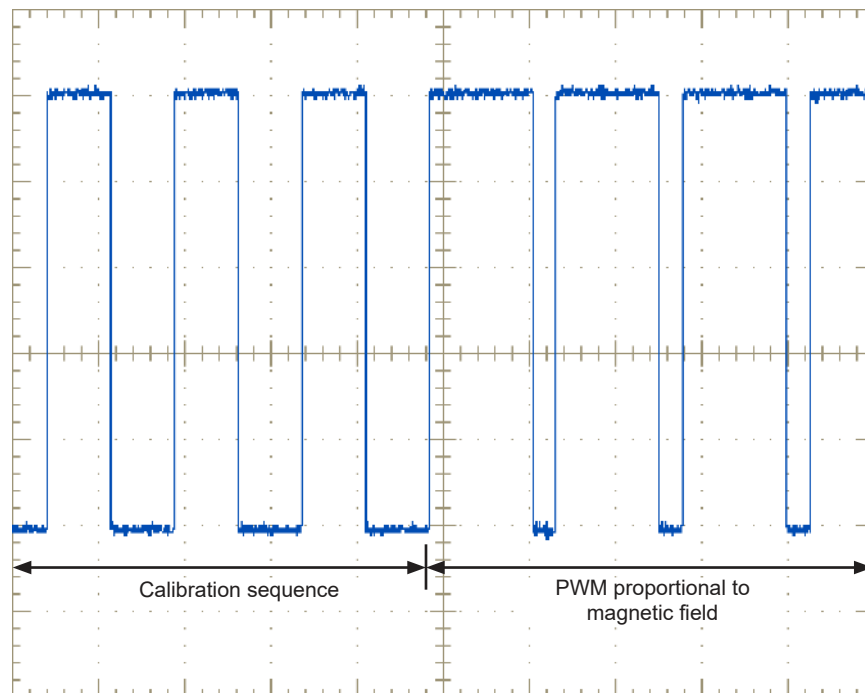 Calibration sequence
PWM proportional to
magnetic field